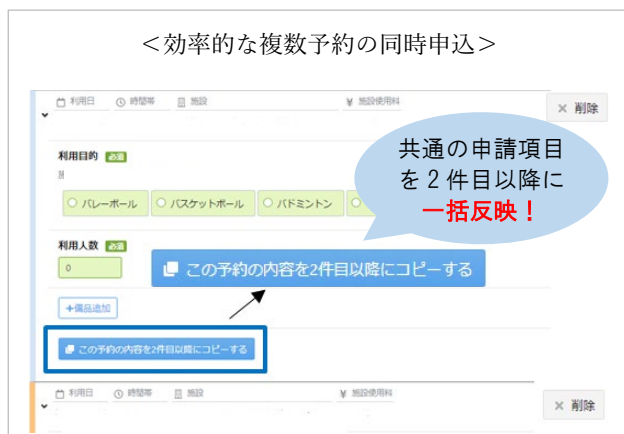 ＜効率的な複数予約の同時申込＞
利用日 時間帯 施設 ¥ 施設使用料
× 削除
利用目的 必須
共通の申請項目
を２件目以降に
一括反映！
バレーボール バスケットボール バドミントン
利用人数 必須
0
この予約の内容を2件目以降にコピーする
+備品追加
この予約の内容を2件目以降にコピーする
利用日 時間帯 施設 ¥ 施設使用料
× 削除